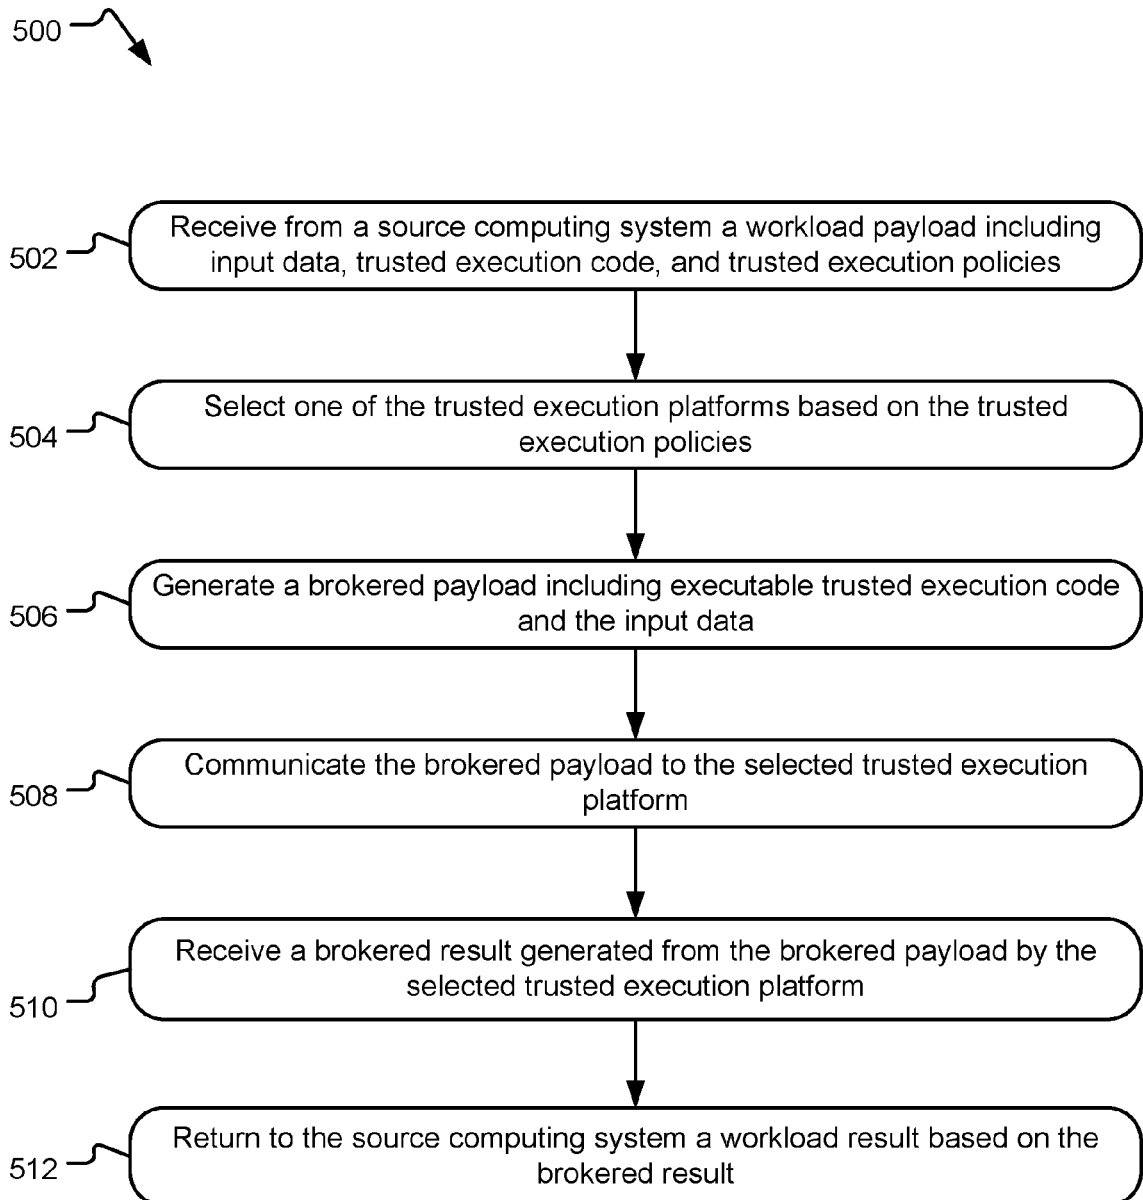 500
Receive from a source computing system a workload payload including
input data, trusted execution code, and trusted execution policies
502
Select one of the trusted execution platforms based on the trusted
execution policies
504
Generate a brokered payload including executable trusted execution code
and the input data
506
Communicate the brokered payload to the selected trusted execution
platform
508
Receive a brokered result generated from the brokered payload by the
selected trusted execution platform
510
Return to the source computing system a workload result based on the
brokered result
512